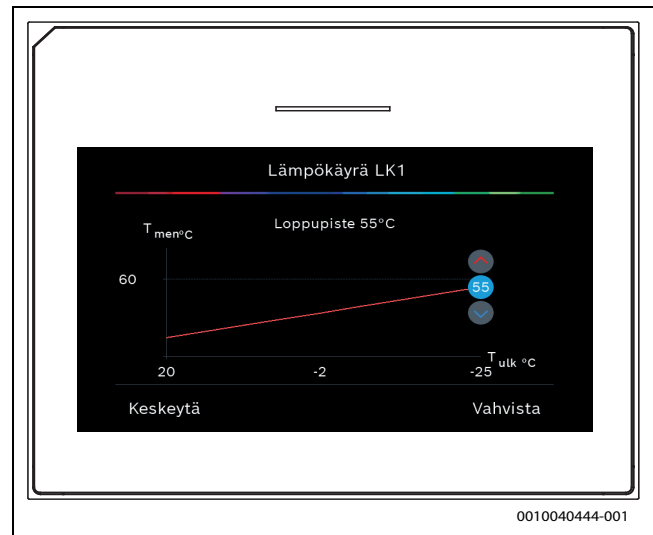 Lämpökäyrä LK1
Loppupiste 55°C
T men°C
60
55
T ulk °C
20 -2 -25
Keskeytä Vahvista
0010040444-001